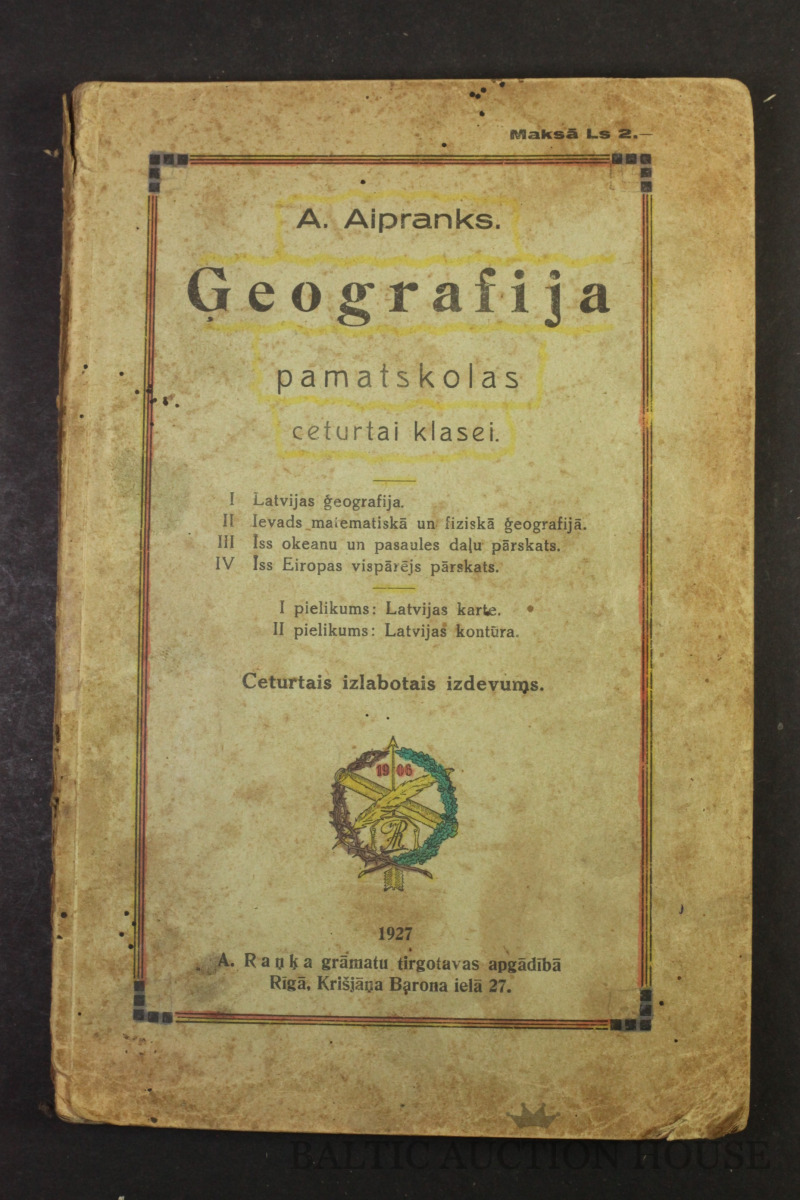 Maksā Ls 2.—
A. Aipranks.
Ģeografija
pamatskolas
ceturtai klasei.
I Latvijas ģeografija.
II Ievads matematiskā un fiziskā ģeografijā.
III Īss okeanu un pasaules daļu pārskats.
IV Īss Eiropas vispārējs pārskats.
I pielikums: Latvijas karte.
II pielikums: Latvijas kontūra.
Ceturtais izlabotais izdevums.
1906
AR
1927
A. Raņķa grāmatu tirgotavas apgādībā
Rīgā, Krišjāņa Barona ielā 27.
BALTIC AUCTION HOUSE